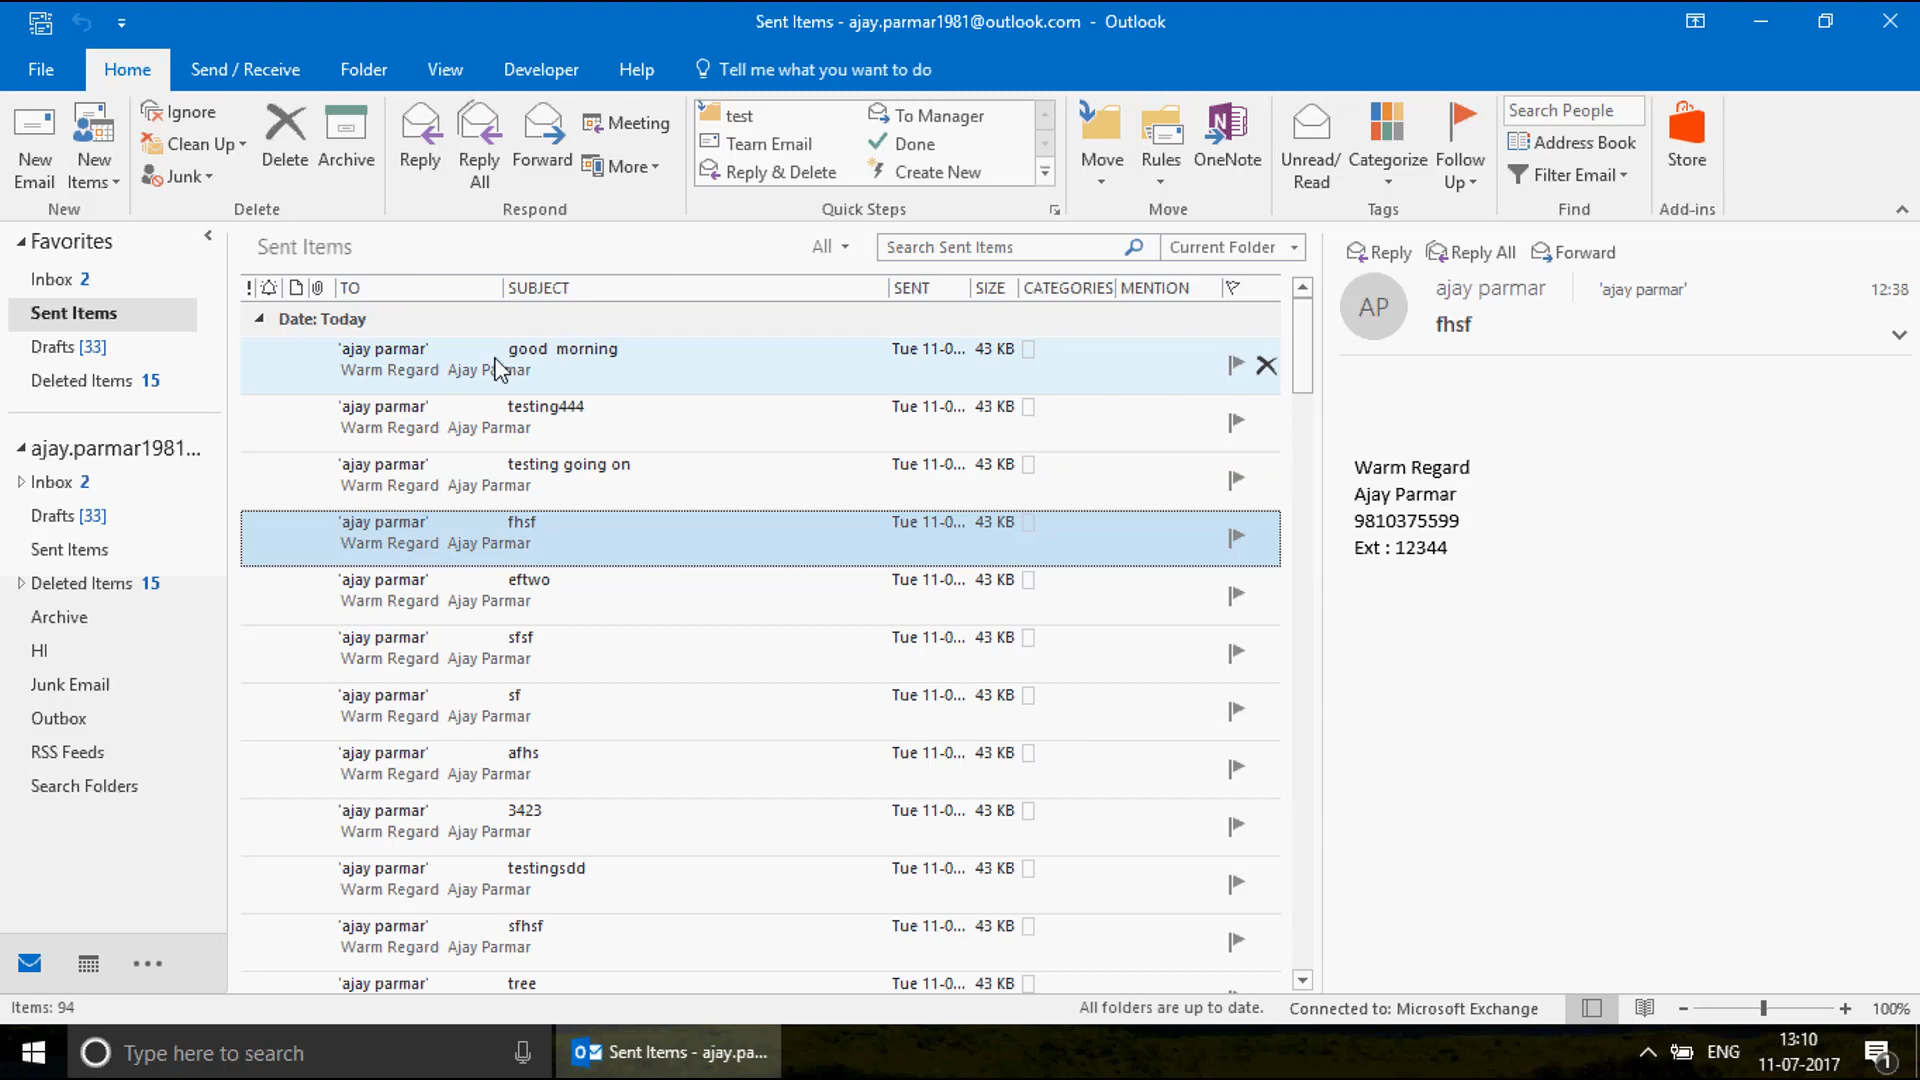 Sent Items - ajay.parmar1981@outlook.com - Outlook
File Home Send / Receive Folder View Developer Help Tell me what you want to do
New Email
New Items
Ignore
Clean Up
Junk
Delete
Archive
Reply
Reply All
Forward
Meeting
More
test
Team Email
Reply & Delete
To Manager
Done
Create New
Move
Rules
OneNote
Unread/ Read
Categorize
Follow Up
Search People
Address Book
Filter Email
Store
New Delete Respond Quick Steps Move Tags Find Add-ins
Favorites
Inbox 2
Sent Items
Drafts [33]
Deleted Items 15
ajay.parmar1981...
Inbox 2
Drafts [33]
Sent Items
Deleted Items 15
Archive
HI
Junk Email
Outbox
RSS Feeds
Search Folders
Sent Items All Search Sent Items Current Folder
! TO SUBJECT SENT SIZE CATEGORIES MENTION
Date: Today
'ajay parmar' good morning Tue 11-0... 43 KB
Warm Regard Ajay Parmar
'ajay parmar' testing444 Tue 11-0... 43 KB
Warm Regard Ajay Parmar
'ajay parmar' testing going on Tue 11-0... 43 KB
Warm Regard Ajay Parmar
'ajay parmar' fhsf Tue 11-0... 43 KB
Warm Regard Ajay Parmar
'ajay parmar' eftwo Tue 11-0... 43 KB
Warm Regard Ajay Parmar
'ajay parmar' sfsf Tue 11-0... 43 KB
Warm Regard Ajay Parmar
'ajay parmar' sf Tue 11-0... 43 KB
Warm Regard Ajay Parmar
'ajay parmar' afhs Tue 11-0... 43 KB
Warm Regard Ajay Parmar
'ajay parmar' 3423 Tue 11-0... 43 KB
Warm Regard Ajay Parmar
'ajay parmar' testingsdd Tue 11-0... 43 KB
Warm Regard Ajay Parmar
'ajay parmar' sfhsf Tue 11-0... 43 KB
Warm Regard Ajay Parmar
'ajay parmar' tree Tue 11-0... 43 KB
Reply Reply All Forward
AP
ajay parmar 'ajay parmar' 12:38
fhsf
Warm Regard
Ajay Parmar
9810375599
Ext : 12344
Items: 94 All folders are up to date. Connected to: Microsoft Exchange 100%
Type here to search
Sent Items - ajay.pa...
ENG
13:10
11-07-2017
1